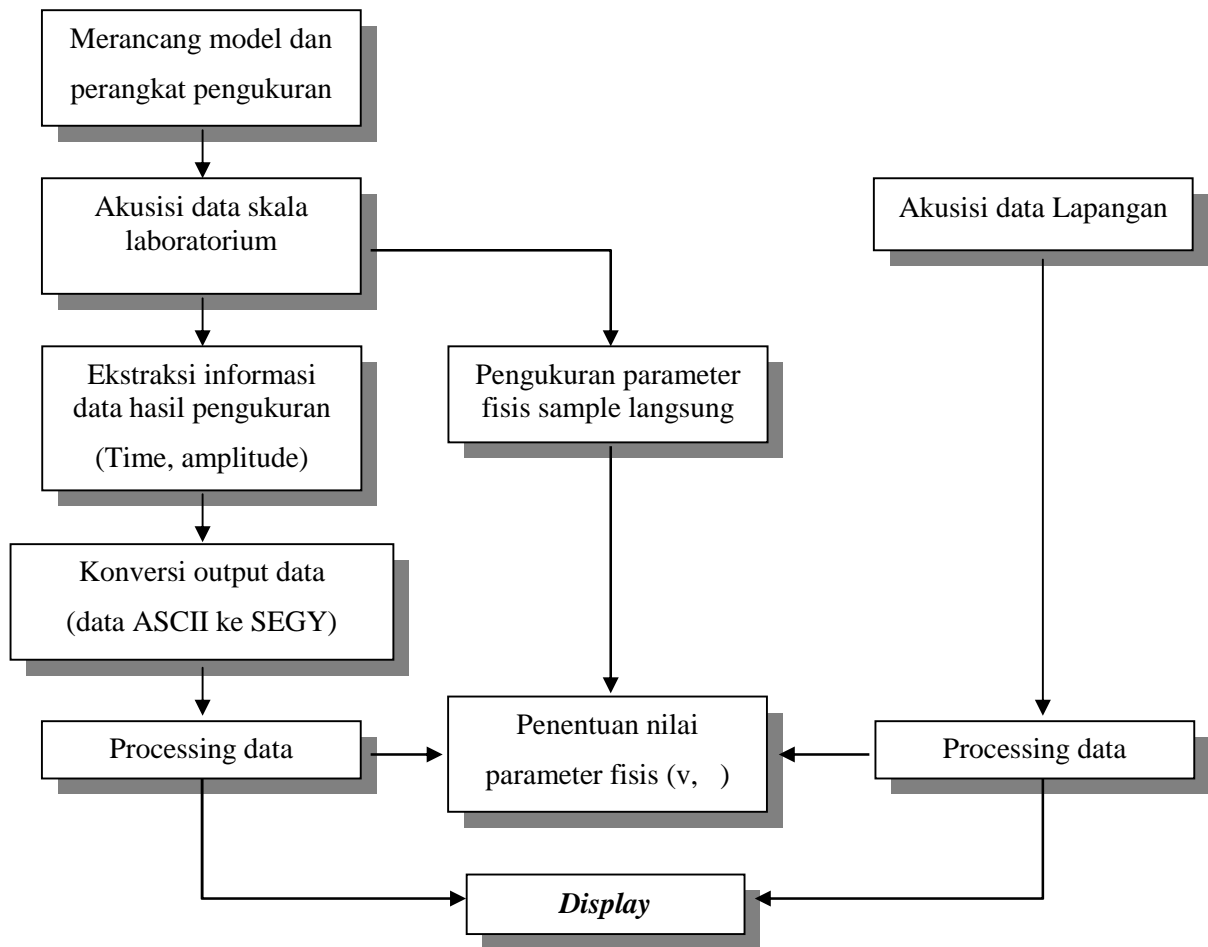 Merancang model dan
perangkat pengukuran
Akusisi data skala
laboratorium
Akusisi data Lapangan
Ekstraksi informasi
data hasil pengukuran
(Time, amplitude)
Pengukuran parameter
fisis sample langsung
Konversi output data
(data ASCII ke SEGY)
Processing data
Penentuan nilai
parameter fisis (v, )
Processing data
Display